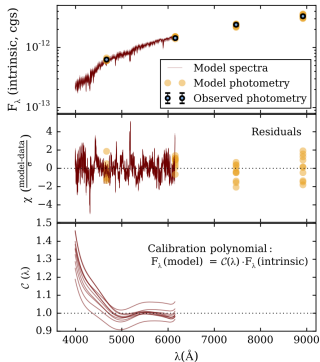 F_λ (intrinsic, cgs)
10^-12
10^-13
Model spectra
Model photometry
Observed photometry
χ (model-data/σ)
4
2
0
−2
−4
Residuals
C (λ)
1.5
1.4
1.3
1.2
1.1
1.0
0.9
Calibration polynomial:
F_λ(model) = C(λ)·F_λ(intrinsic)
4000 5000 6000 7000 8000 9000
λ(Å)